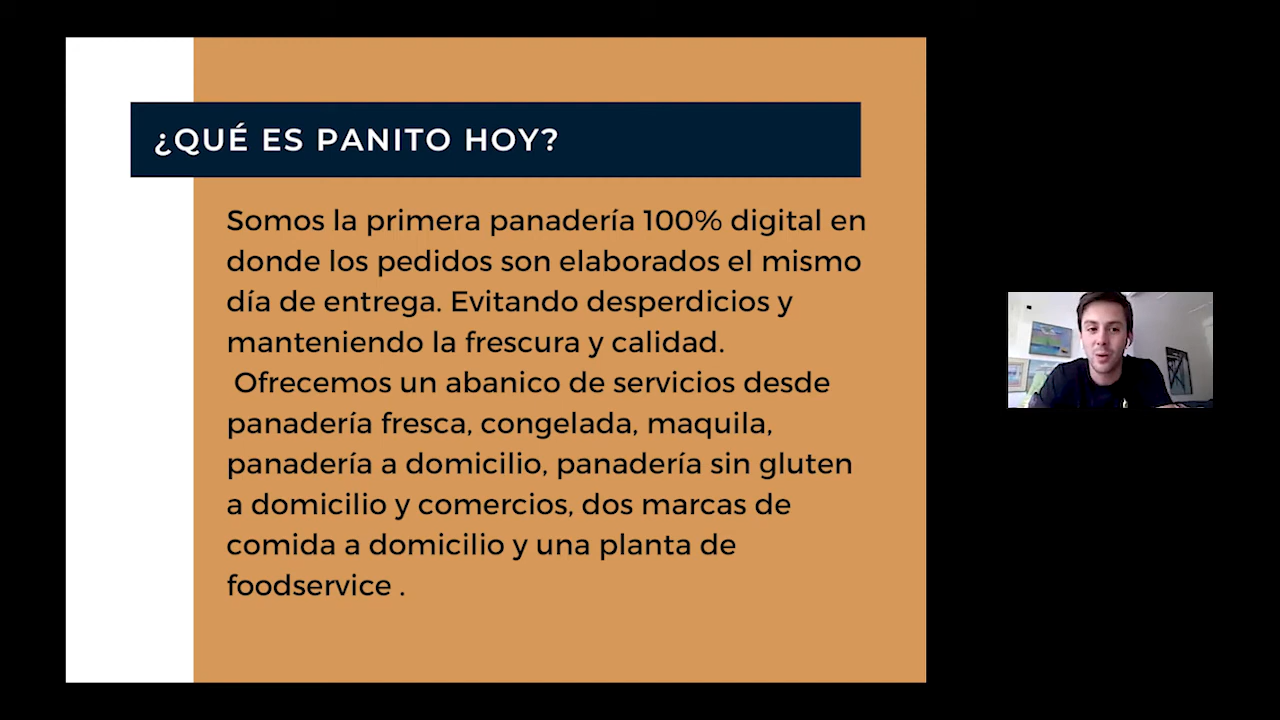 ¿QUÉ ES PANITO HOY?
Somos la primera panadería 100% digital en
donde los pedidos son elaborados el mismo
día de entrega. Evitando desperdicios y
manteniendo la frescura y calidad.
Ofrecemos un abanico de servicios desde
panadería fresca, congelada, maquila,
panadería a domicilio, panadería sin gluten
a domicilio y comercios, dos marcas de
comida a domicilio y una planta de
foodservice .